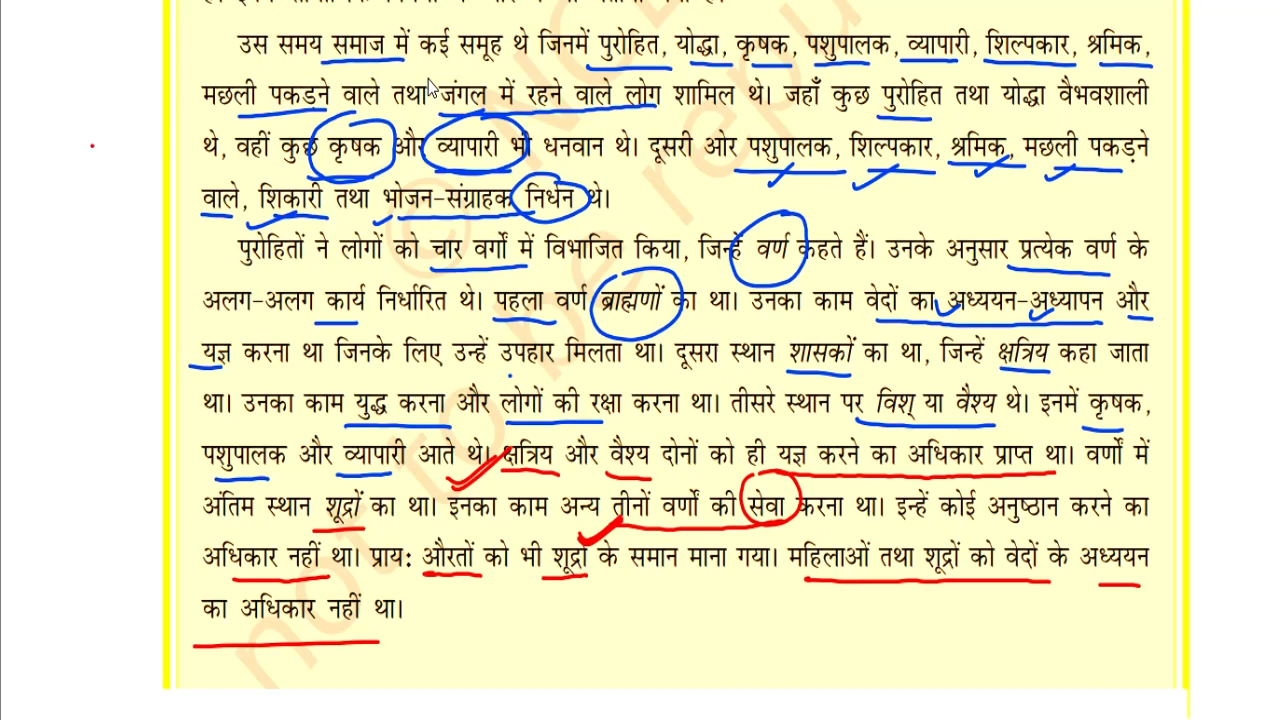 उस समय समाज में कई समूह थे जिनमें पुरोहित, योद्धा, कृषक, पशुपालक, व्यापारी, शिल्पकार, श्रमिक,
मछली पकडने वाले तथा जंगल में रहने वाले लोग शामिल थे। जहाँ कुछ पुरोहित तथा योद्धा वैभवशाली
थे, वहीं कुछ कृषक और व्यापारी भी धनवान थे। दूसरी ओर पशुपालक, शिल्पकार, श्रमिक, मछली पकड़ने
वाले, शिकारी तथा भोजन-संग्राहक निर्धन थे।
पुरोहितों ने लोगों को चार वर्गों में विभाजित किया, जिन्हें वर्ण कहते हैं। उनके अनुसार प्रत्येक वर्ण के
अलग-अलग कार्य निर्धारित थे। पहला वर्ण ब्राह्मणों का था। उनका काम वेदों का अध्ययन-अध्यापन और
यज्ञ करना था जिनके लिए उन्हें उपहार मिलता था। दूसरा स्थान शासकों का था, जिन्हें क्षत्रिय कहा जाता
था। उनका काम युद्ध करना और लोगों की रक्षा करना था। तीसरे स्थान पर विश् या वैश्य थे। इनमें कृषक,
पशुपालक और व्यापारी आते थे। क्षत्रिय और वैश्य दोनों को ही यज्ञ करने का अधिकार प्राप्त था। वर्णों में
अंतिम स्थान शूद्रों का था। इनका काम अन्य तीनों वर्णों की सेवा करना था। इन्हें कोई अनुष्ठान करने का
अधिकार नहीं था। प्राय: औरतों को भी शूद्रों के समान माना गया। महिलाओं तथा शूद्रों को वेदों के अध्ययन
का अधिकार नहीं था।